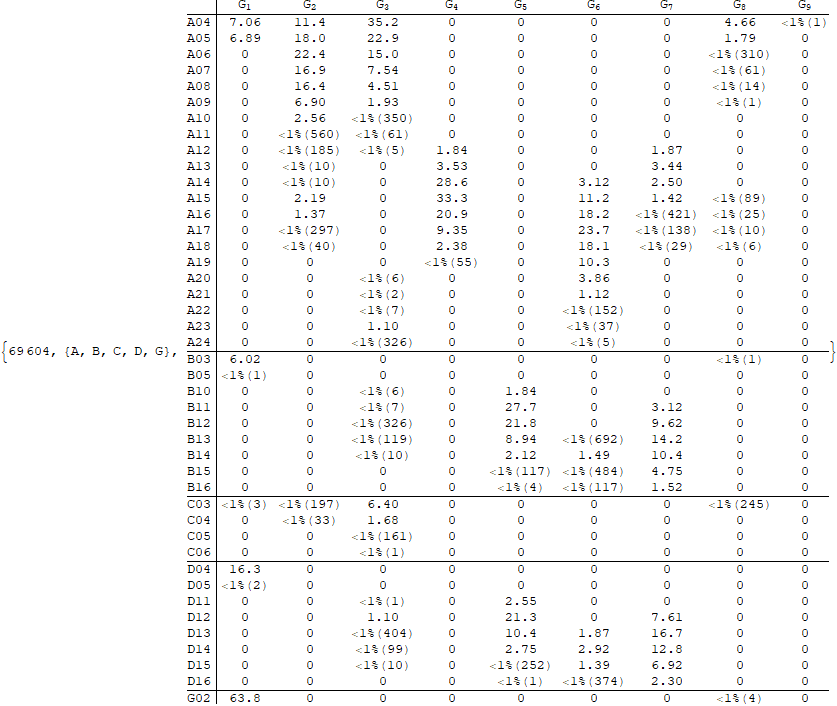 G1 G2 G3 G4 G5 G6 G7 G8 G9
A04 7.06 11.4 35.2 0 0 0 0 4.66 <1%(1)
A05 6.89 18.0 22.9 0 0 0 0 1.79 0
A06 0 22.4 15.0 0 0 0 0 <1%(310) 0
A07 0 16.9 7.54 0 0 0 0 <1%(61) 0
A08 0 16.4 4.51 0 0 0 0 <1%(14) 0
A09 0 6.90 1.93 0 0 0 0 <1%(1) 0
A10 0 2.56 <1%(350) 0 0 0 0 0 0
A11 0 <1%(560) <1%(61) 0 0 0 0 0 0
A12 0 <1%(185) <1%(5) 1.84 0 0 1.87 0 0
A13 0 <1%(10) 0 3.53 0 0 3.44 0 0
A14 0 <1%(10) 0 28.6 0 3.12 2.50 0 0
A15 0 2.19 0 33.3 0 11.2 1.42 <1%(89) 0
A16 0 1.37 0 20.9 0 18.2 <1%(421) <1%(25) 0
A17 0 <1%(297) 0 9.35 0 23.7 <1%(138) <1%(10) 0
A18 0 <1%(40) 0 2.38 0 18.1 <1%(29) <1%(6) 0
A19 0 0 0 <1%(55) 0 10.3 0 0 0
A20 0 0 <1%(6) 0 0 3.86 0 0 0
A21 0 0 <1%(2) 0 0 1.12 0 0 0
A22 0 0 <1%(7) 0 0 <1%(152) 0 0 0
A23 0 0 1.10 0 0 <1%(37) 0 0 0
A24 0 0 <1%(326) 0 0 <1%(5) 0 0 0
{69604, {A, B, C, D, G}, }
B03 6.02 0 0 0 0 0 0 <1%(1) 0
B05 <1%(1) 0 0 0 0 0 0 0 0
B10 0 0 <1%(6) 0 1.84 0 0 0 0
B11 0 0 <1%(7) 0 27.7 0 3.12 0 0
B12 0 0 <1%(326) 0 21.8 0 9.62 0 0
B13 0 0 <1%(119) 0 8.94 <1%(692) 14.2 0 0
B14 0 0 <1%(10) 0 2.12 1.49 10.4 0 0
B15 0 0 0 0 <1%(117) <1%(484) 4.75 0 0
B16 0 0 0 0 <1%(4) <1%(117) 1.52 0 0
C03 <1%(3) <1%(197) 6.40 0 0 0 0 <1%(245) 0
C04 0 <1%(33) 1.68 0 0 0 0 0 0
C05 0 0 <1%(161) 0 0 0 0 0 0
C06 0 0 <1%(1) 0 0 0 0 0 0
D04 16.3 0 0 0 0 0 0 0 0
D05 <1%(2) 0 0 0 0 0 0 0 0
D11 0 0 <1%(1) 0 2.55 0 0 0 0
D12 0 0 1.10 0 21.3 0 7.61 0 0
D13 0 0 <1%(404) 0 10.4 1.87 16.7 0 0
D14 0 0 <1%(99) 0 2.75 2.92 12.8 0 0
D15 0 0 <1%(10) 0 <1%(252) 1.39 6.92 0 0
D16 0 0 0 0 <1%(1) <1%(374) 2.30 0 0
G02 63.8 0 0 0 0 0 0 <1%(4) 0